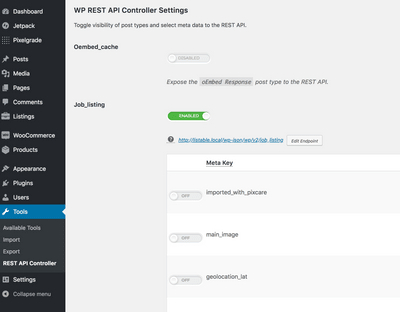 Dashboard
Jetpack
Pixelgrade
Posts
Media
Pages
Comments
Listings
WooCommerce
Products
Appearance
Plugins
Users
Tools
Available Tools
Import
Export
REST API Controller
Settings
Collapse menu
WP REST API Controller Settings
Toggle visibility of post types and select meta data to the REST API.
Oembed_cache
DISABLED
Expose the oEmbed Response post type to the REST API.
Job_listing
ENABLED
http://listable.local/wp-json/wp/v2/job_listing Edit Endpoint
Meta Key
OFF imported_with_pixcare
OFF main_image
OFF geolocation_lat